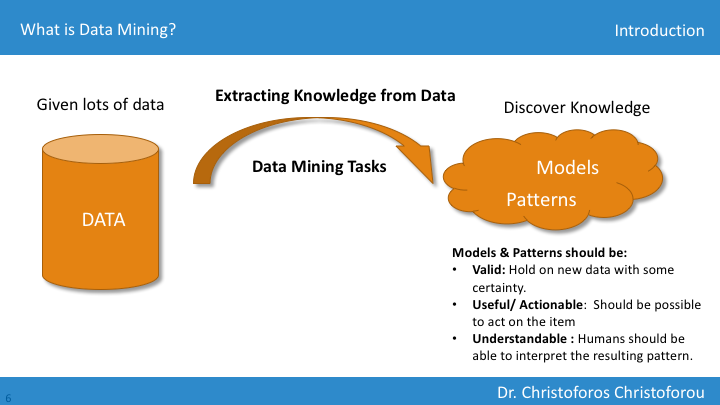 What is Data Mining?
Introduction
Given lots of data
Extracting Knowledge from Data
Discover Knowledge
Data Mining Tasks
DATA
Models
Patterns
Models & Patterns should be:
• Valid: Hold on new data with some
certainty.
• Useful/ Actionable: Should be possible
to act on the item
• Understandable : Humans should be
able to interpret the resulting pattern.
6
Dr. Christoforos Christoforou